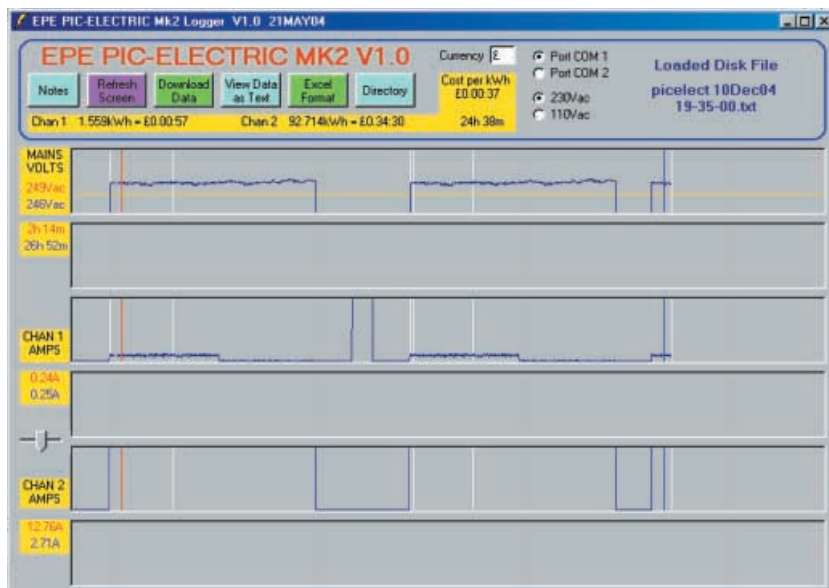 EPE PIC-ELECTRIC Mk2 Logger V1.0 21MAY04
EPE PIC-ELECTRIC MK2 V1.0
Currency £
Port COM 1
Port COM 2
230Vac
110Vac
Loaded Disk File
picelect 10Dec04
19-35-00.txt
Notes
Refresh
Screen
Download
Data
View Data
as Text
Excel
Format
Directory
Cost per kWh
£0.00:37
24h 38m
Chan 1 1.559kWh = £0.00:57 Chan 2 92.714kWh = £0.34:30
MAINS
VOLTS
249Vac
246Vac
2h 14m
26h 52m
CHAN 1
AMPS
0.24A
0.25A
CHAN 2
AMPS
12.76A
2.71A